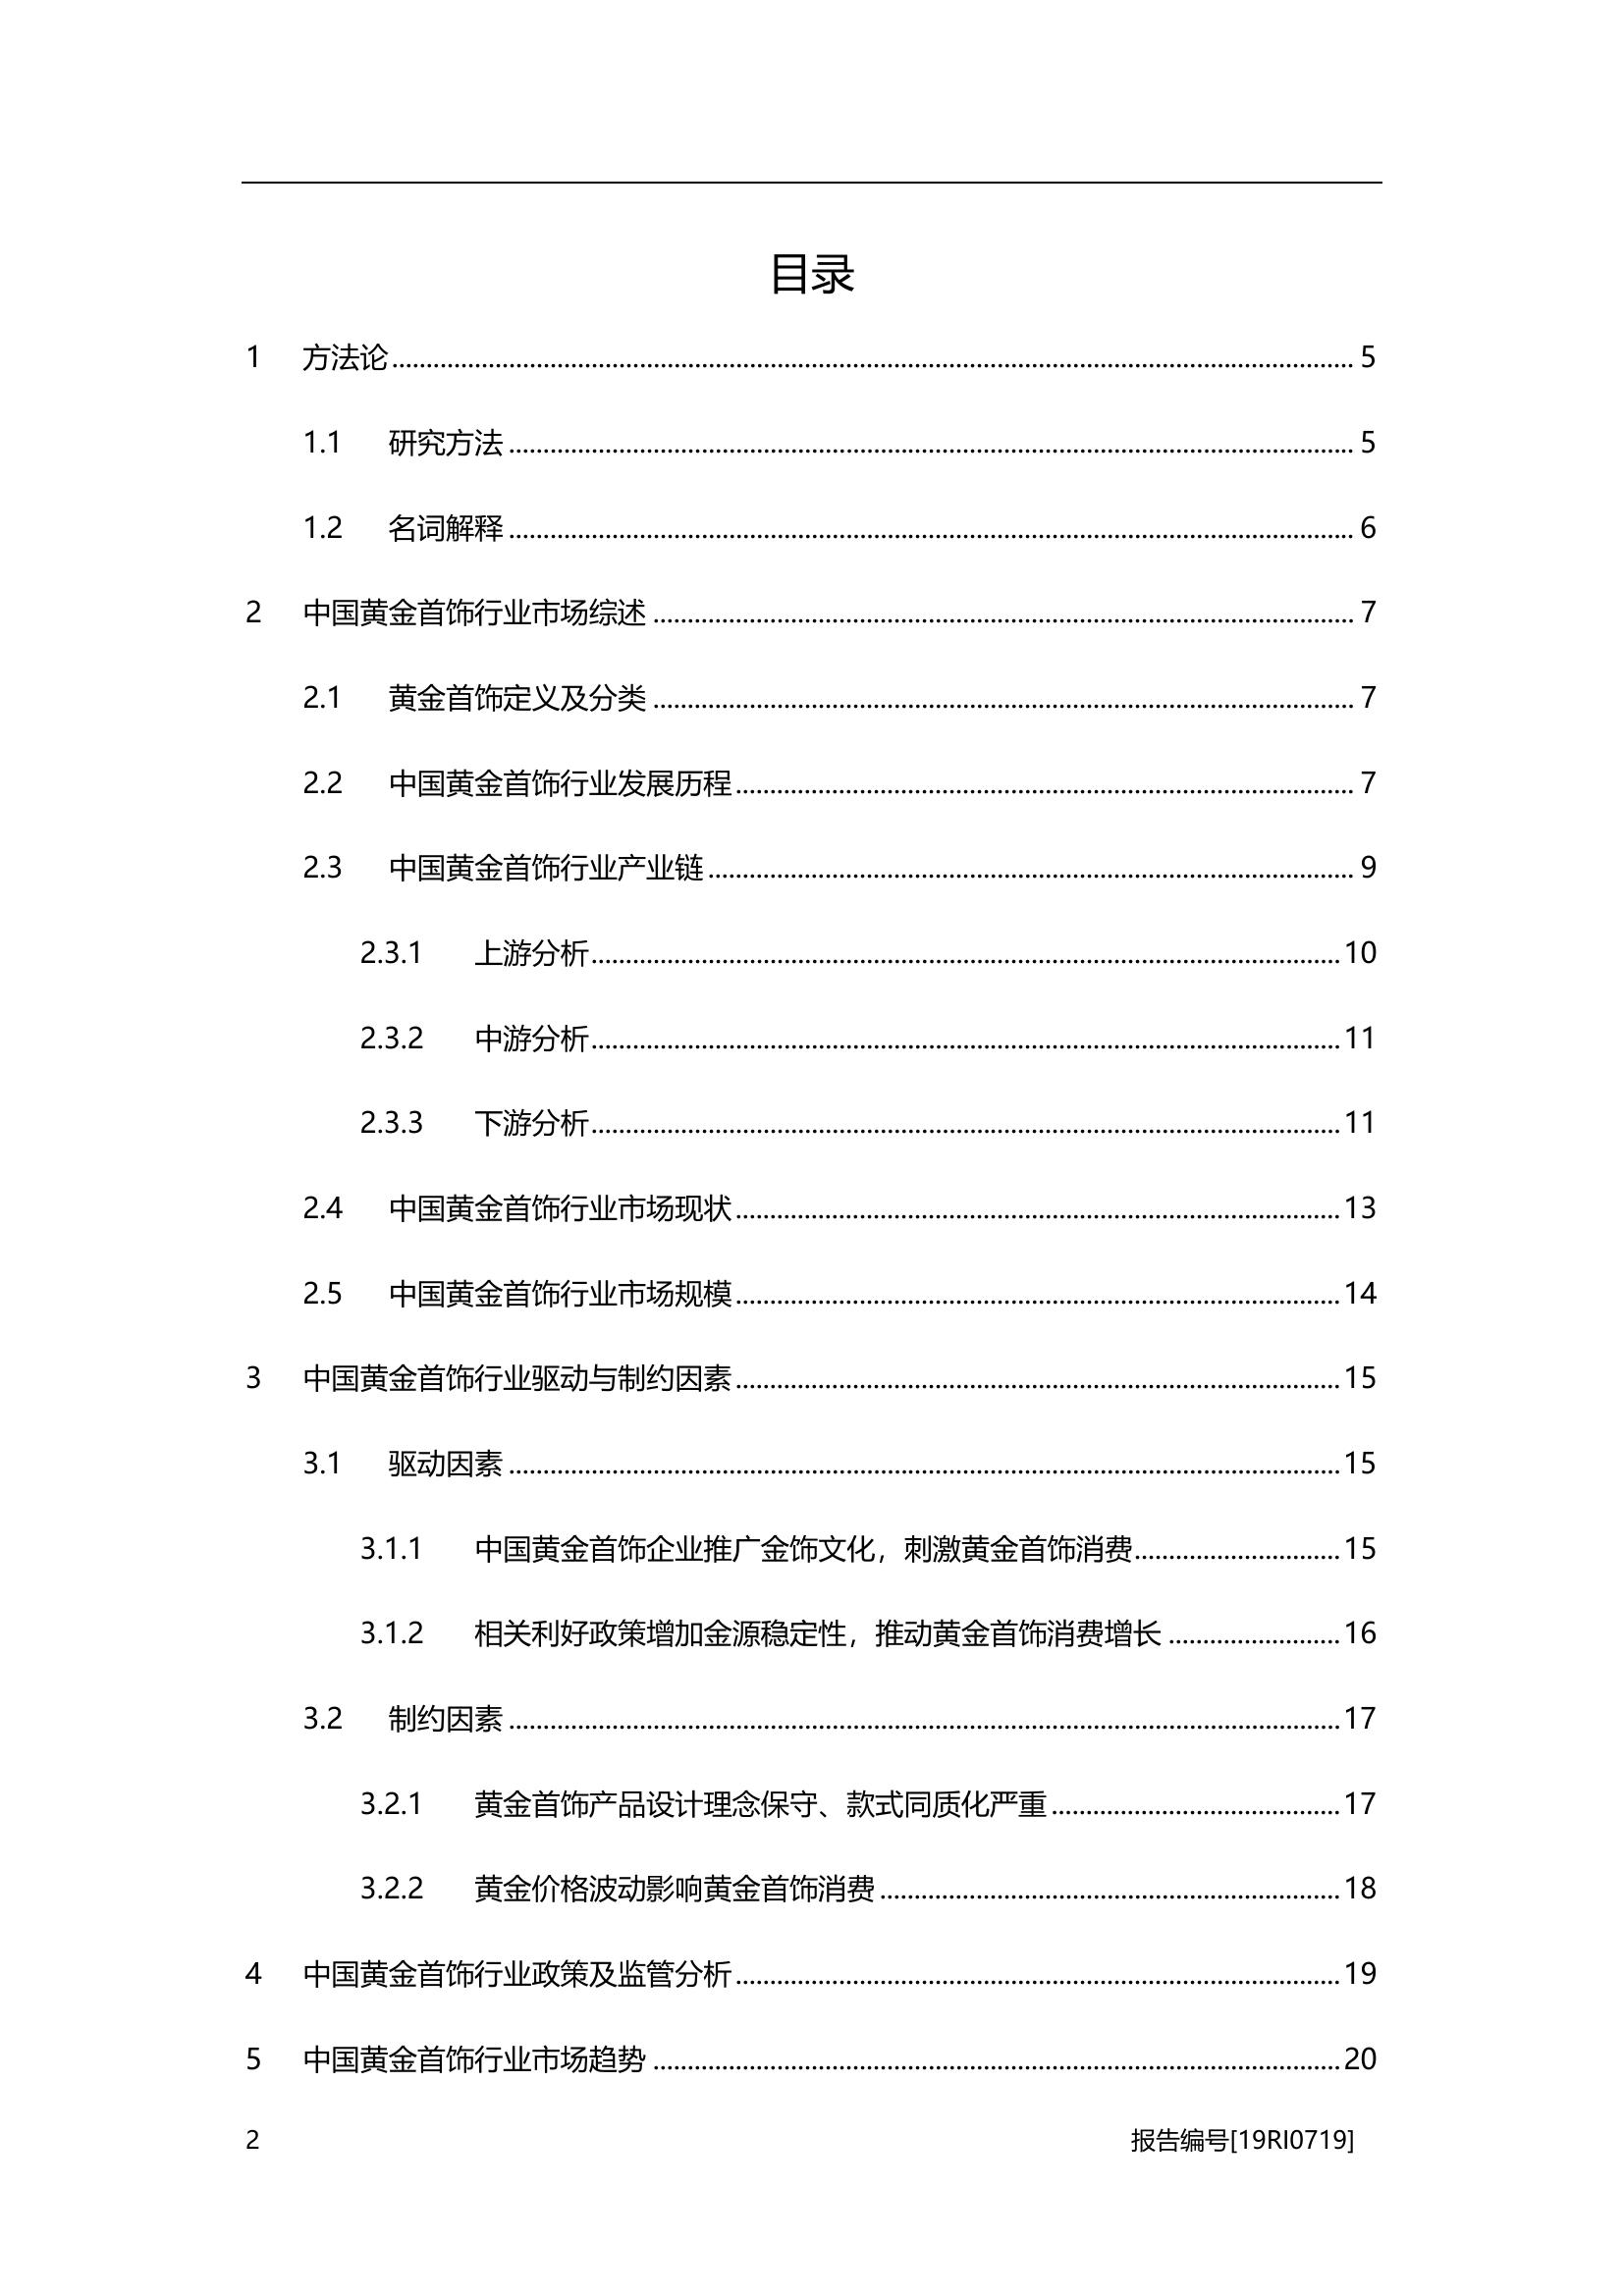 目录
1 方法论 5
1.1 研究方法 5
1.2 名词解释 6
2 中国黄金首饰行业市场综述 7
2.1 黄金首饰定义及分类 7
2.2 中国黄金首饰行业发展历程 7
2.3 中国黄金首饰行业产业链 9
2.3.1 上游分析 10
2.3.2 中游分析 11
2.3.3 下游分析 11
2.4 中国黄金首饰行业市场现状 13
2.5 中国黄金首饰行业市场规模 14
3 中国黄金首饰行业驱动与制约因素 15
3.1 驱动因素 15
3.1.1 中国黄金首饰企业推广金饰文化，刺激黄金首饰消费 15
3.1.2 相关利好政策增加金源稳定性，推动黄金首饰消费增长 16
3.2 制约因素 17
3.2.1 黄金首饰产品设计理念保守、款式同质化严重 17
3.2.2 黄金价格波动影响黄金首饰消费 18
4 中国黄金首饰行业政策及监管分析 19
5 中国黄金首饰行业市场趋势 20
2 报告编号[19RI0719]